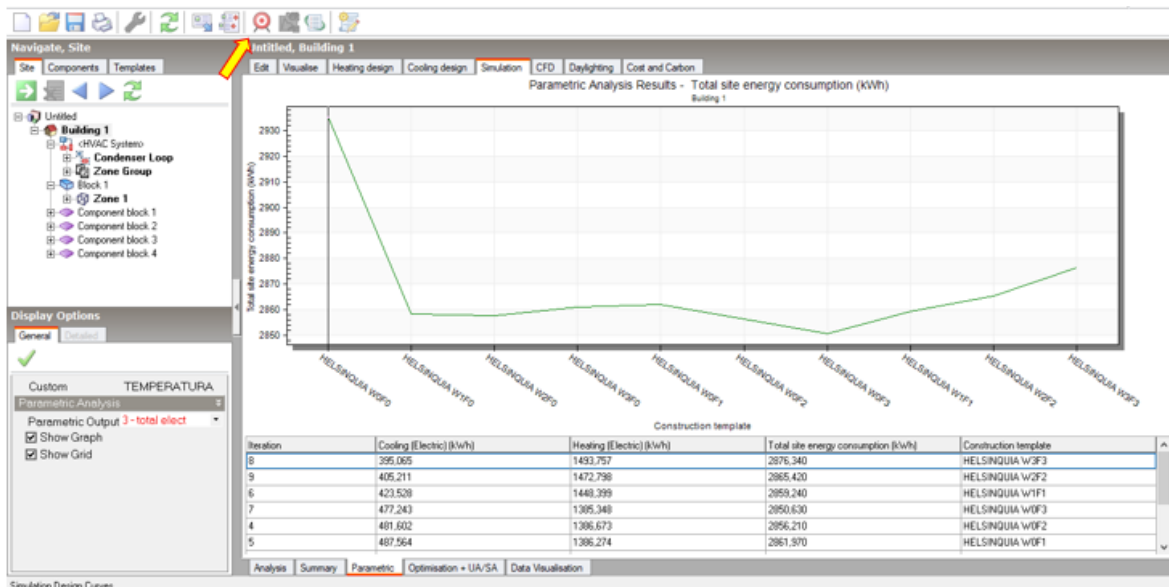 Navigate, Site
Untitled, Building 1
Site Components Templates
Edit Visualise Heating design Cooling design Simulation CFD Daylighting Cost and Carbon
Untitled
Building 1
<HVAC System>
Condenser Loop
Zone Group
Block 1
Zone 1
Component block 1
Component block 2
Component block 3
Component block 4
Display Options
General Detailed
Custom TEMPERATURA
Parametric Analysis
Parametric Output 3 - total elect
Show Graph
Show Grid
Parametric Analysis Results - Total site energy consumption (kWh)
Building 1
Total site energy consumption (kWh)
2930
2920
2910
2900
2890
2880
2870
2860
2850
HELSINQUIA W0F0 HELSINQUIA W1F0 HELSINQUIA W2F0 HELSINQUIA W3F0 HELSINQUIA W0F1 HELSINQUIA W0F2 HELSINQUIA W0F3 HELSINQUIA W1F1 HELSINQUIA W2F2 HELSINQUIA W3F3
Construction template
Iteration Cooling (Electric) (kWh) Heating (Electric) (kWh) Total site energy consumption (kWh) Construction template
8 395,065 1493,757 2876,340 HELSINQUIA W3F3
9 405,211 1472,798 2865,420 HELSINQUIA W2F2
6 423,528 1448,399 2859,240 HELSINQUIA W1F1
7 477,243 1385,348 2850,630 HELSINQUIA W0F3
4 481,602 1386,673 2856,210 HELSINQUIA W0F2
5 487,564 1386,274 2861,970 HELSINQUIA W0F1
Analysis Summary Parametric Optimisation + UA/SA Data Visualisation
Simulation Design Curves